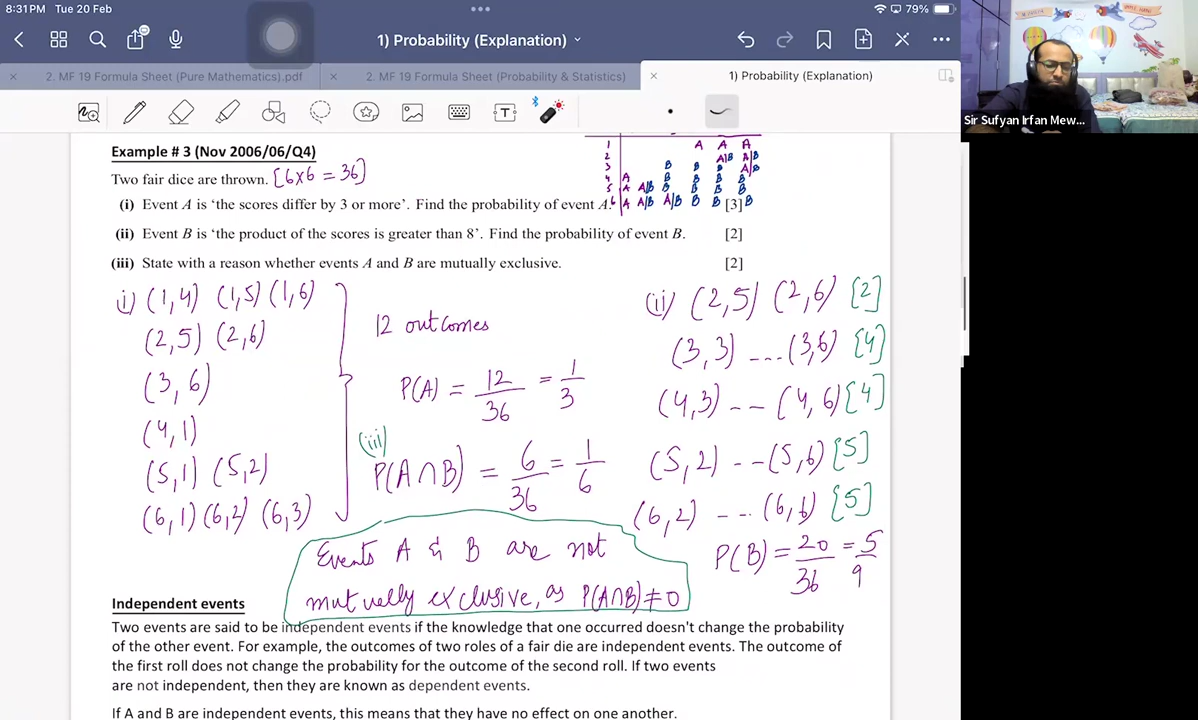 8:31PM Tue 20 Feb
79%
1) Probability (Explanation)
2. MF 19 Formula Sheet (Pure Mathematics).pdf
2. MF 19 Formula Sheet (Probability & Statistics)
1) Probability (Explanation)
Sir Sufyan Irfan Mew...
1 A A A
2 A|B A|B
3 B B B A|B
4 A B B B B
5 A A|B B B B B
6 A A|B A|B B B B
Example # 3 (Nov 2006/06/Q4)
Two fair dice are thrown. [6x6 = 36]
(i) Event A is ‘the scores differ by 3 or more’. Find the probability of event A. [3]
(ii) Event B is ‘the product of the scores is greater than 8’. Find the probability of event B. [2]
(iii) State with a reason whether events A and B are mutually exclusive. [2]
i) (1,4) (1,5) (1,6)
(2,5) (2,6)
(3,6)
(4,1)
(5,1) (5,2)
(6,1) (6,2) (6,3)
12 outcomes
P(A) = 12/36 = 1/3
(iii)
P(A∩B) = 6/36 = 1/6
Events A & B are not
mutually exclusive, as P(A∩B) ≠ 0
(ii) (2,5) (2,6) [2]
(3,3) ---- (3,6) [4]
(4,3) -- -- (4,6) [4]
(5,2) -- -- (5,6) [5]
(6,2) -- -- (6,6) [5]
P(B) = 20/36 = 5/9
Independent events
Two events are said to be independent events if the knowledge that one occurred doesn't change the probability
of the other event. For example, the outcomes of two roles of a fair die are independent events. The outcome of
the first roll does not change the probability for the outcome of the second roll. If two events
are not independent, then they are known as dependent events.
If A and B are independent events, this means that they have no effect on one another.